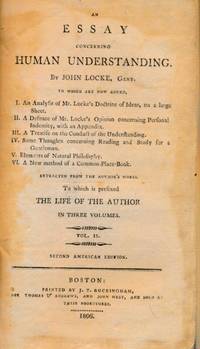 AN
ESSAY
CONCERNING
HUMAN UNDERSTANDING.
By JOHN LOCKE, Gent.
TO WHICH ARE NOW ADDED,
I. An Analysis of Mr. Locke's Doctrine of Ideas, on a large
Sheet.
II. A Defence of Mr. Locke's Opinion concerning Personal
Identity, with an Appendix.
III. A Treatise on the Conduct of the Understanding.
IV. Some Thoughts concerning Reading and Study for a
Gentleman.
V. Elements of Natural Philosophy.
VI. A New method of a Common-Place-Book.
EXTRACTED FROM THE AUTHOR'S WORKS.
To which is prefixed
THE LIFE OF THE AUTHOR
IN THREE VOLUMES.
VOL. II.
SECOND AMERICAN EDITION.
BOSTON:
PRINTED BY J. T. BUCKINGHAM,
FOR THOMAS & ANDREWS, AND JOHN WEST, AND SOLD AT
THEIR BOOKSTORES.
1806.